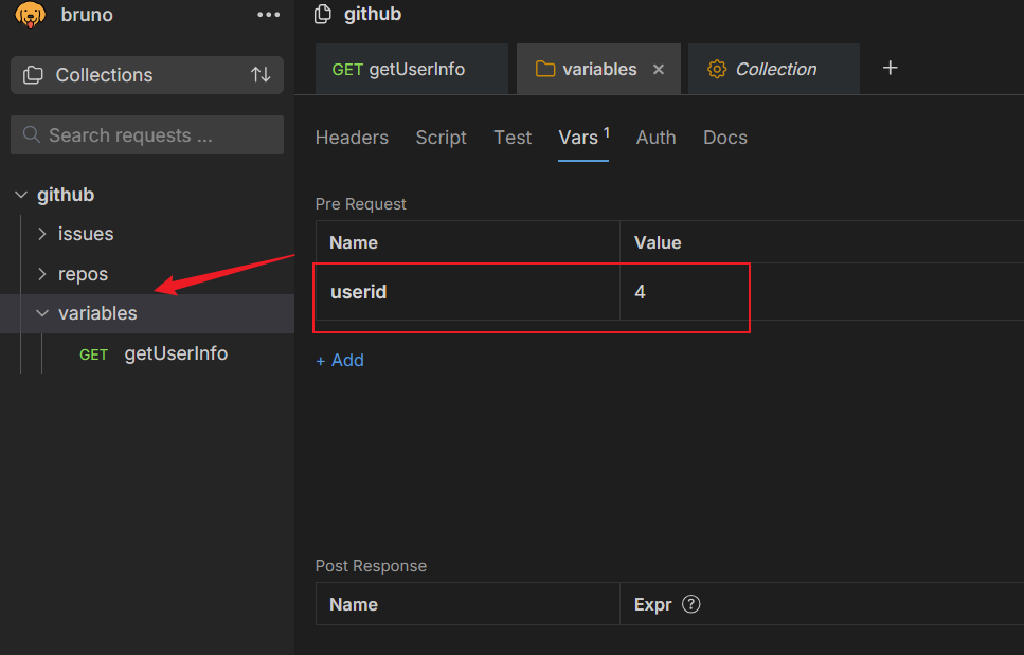 bruno
Collections
Search requests ...
github
issues
repos
variables
GET getUserInfo
github
GET getUserInfo
variables
Collection
Headers Script Test Vars 1 Auth Docs
Pre Request
Name Value
userid 4
+ Add
Post Response
Name Expr ?